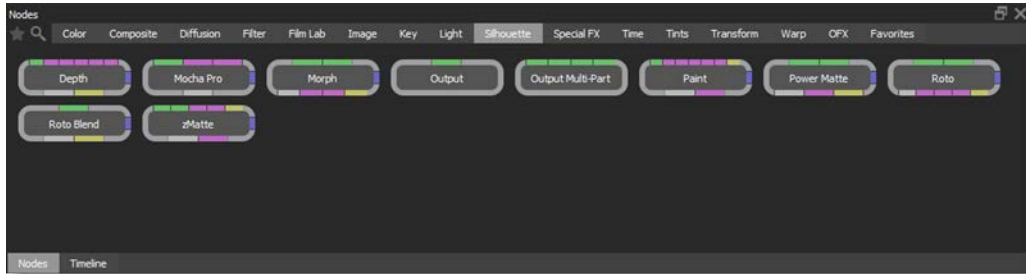 Nodes
Color Composite Diffusion Filter Film Lab Image Key Light Silhouette Special FX Time Tints Transform Warp OFX Favorites
Depth Mocha Pro Morph Output Output Multi-Part Paint Power Matte Roto
Roto Blend zMatte
Nodes Timeline